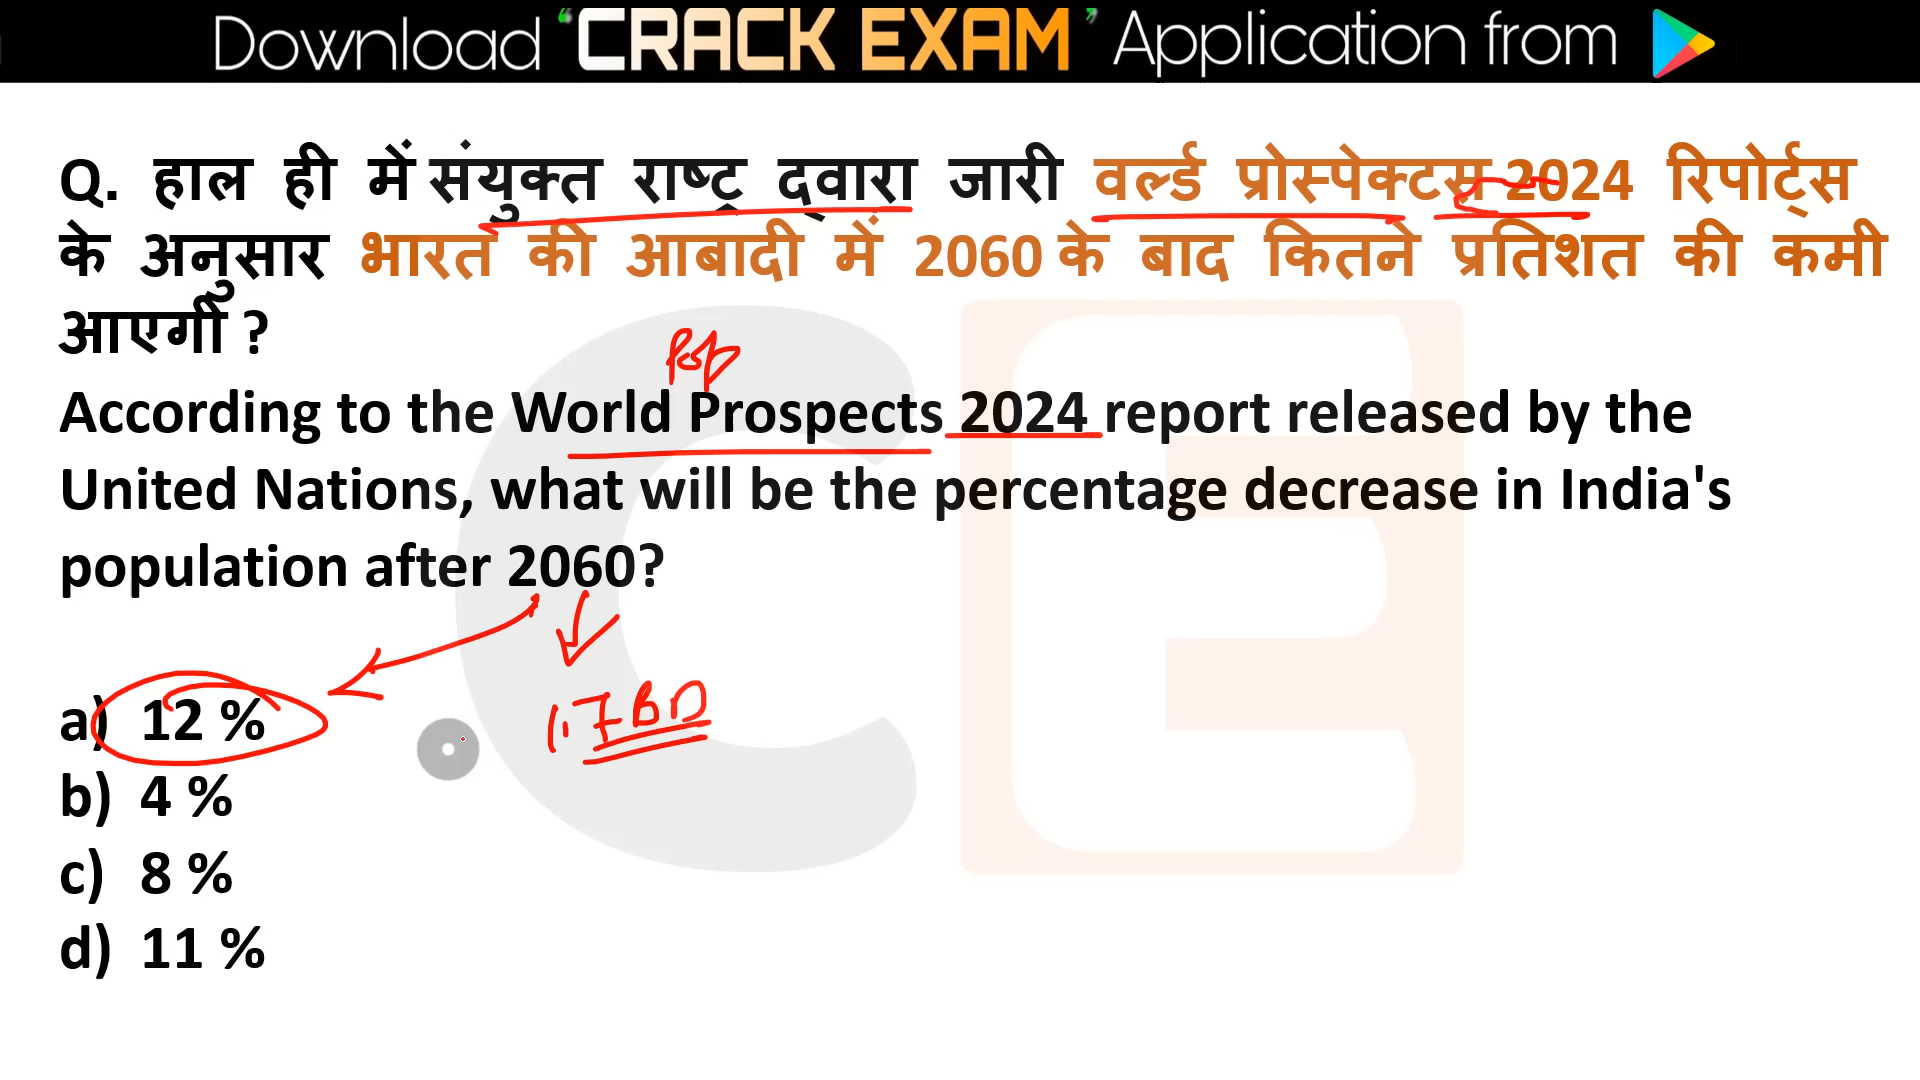 Download ‘CRACK EXAM’ Application from
Q. हाल ही में संयुक्त राष्ट्र द्वारा जारी वर्ल्ड प्रोस्पेक्टस 2024 रिपोर्ट्स
के अनुसार भारत की आबादी में 2060 के बाद कितने प्रतिशत की कमी
आएगी ?
Pop
According to the World Prospects 2024 report released by the
United Nations, what will be the percentage decrease in India's
population after 2060?
a) 12 %
1.7 BD
b) 4 %
c) 8 %
d) 11 %